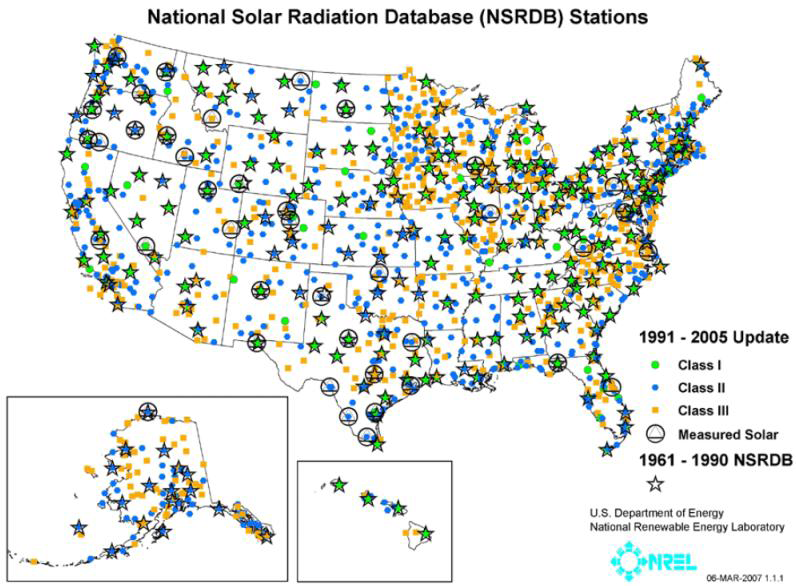 National Solar Radiation Database (NSRDB) Stations
1991 - 2005 Update
Class I
Class II
Class III
Measured Solar
1961 - 1990 NSRDB
U.S. Department of Energy
National Renewable Energy Laboratory
NREL
06-MAR-2007 1.1.1